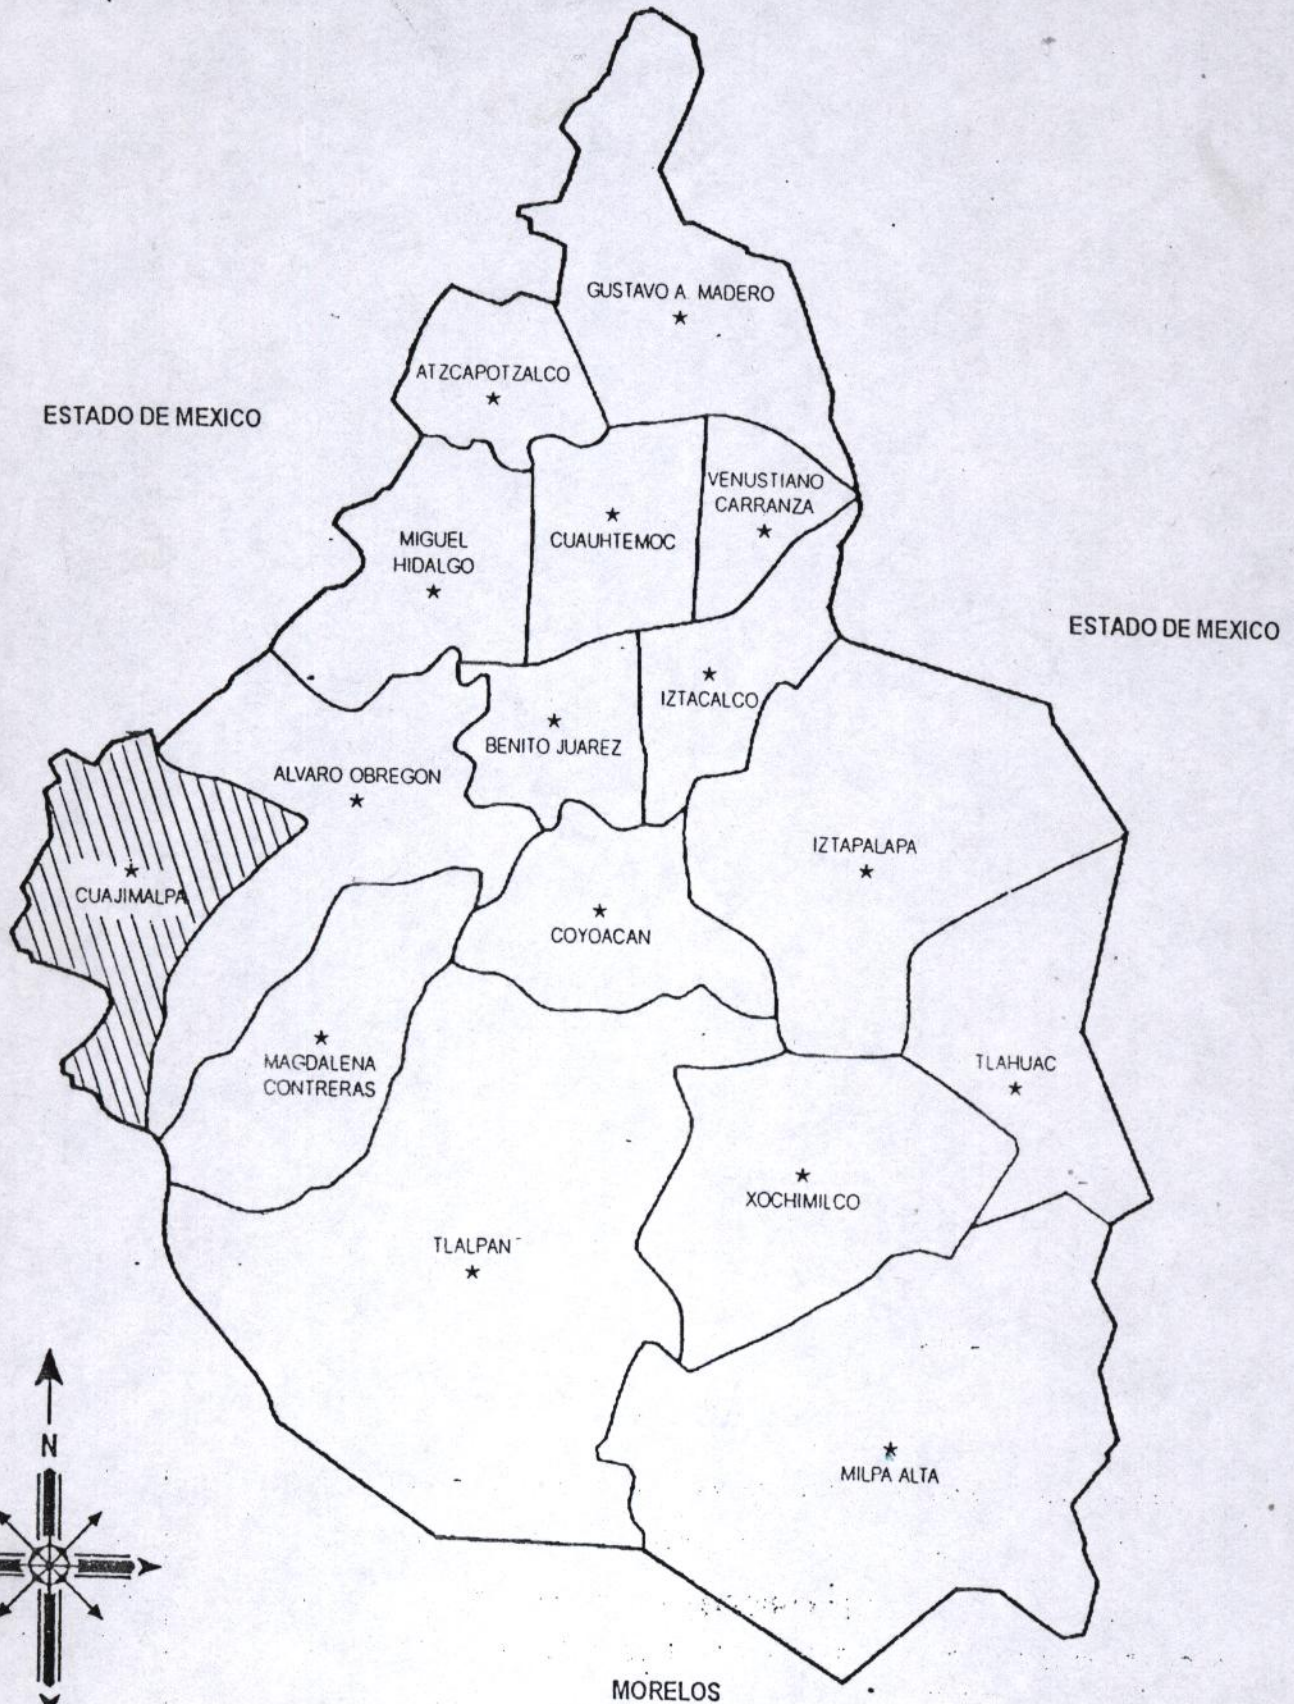 GUSTAVO A. MADERO
ATZCAPOTZALCO
ESTADO DE MEXICO
VENUSTIANO
CARRANZA
CUAUHTEMOC
MIGUEL
HIDALGO
ESTADO DE MEXICO
IZTACALCO
BENITO JUAREZ
ALVARO OBREGON
IZTAPALAPA
CUAJIMALPA
COYOACAN
MAGDALENA
CONTRERAS
TLAHUAC
XOCHIMILCO
TLALPAN
N
MILPA ALTA
MORELOS